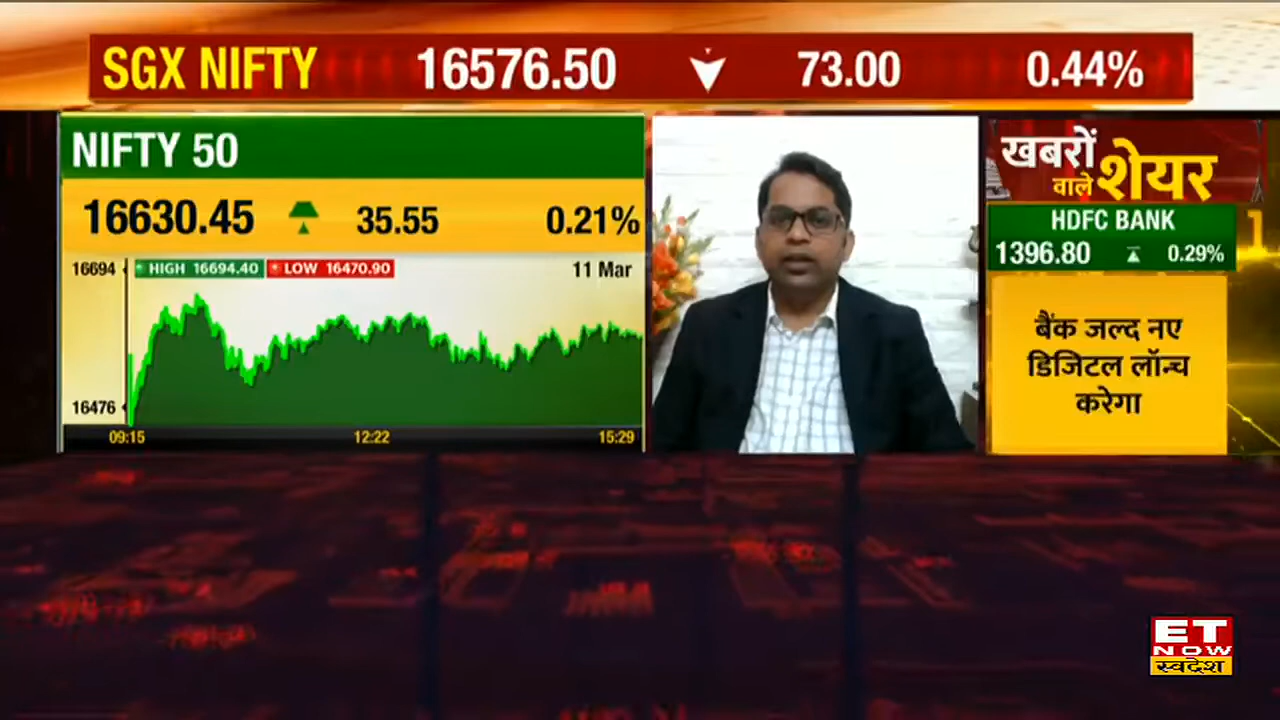 SGX NIFTY 16576.50 73.00 0.44%
NIFTY 50
16630.45 35.55 0.21%
16694 HIGH 16694.40 LOW 16470.90 11 Mar
16476
09:15 12:22 15:29
खबरों
वाले शेयर
HDFC BANK
1396.80 0.29%
बैंक जल्द नए
डिजिटल लॉन्च
करेगा
1
ET
NOW
स्वदेश